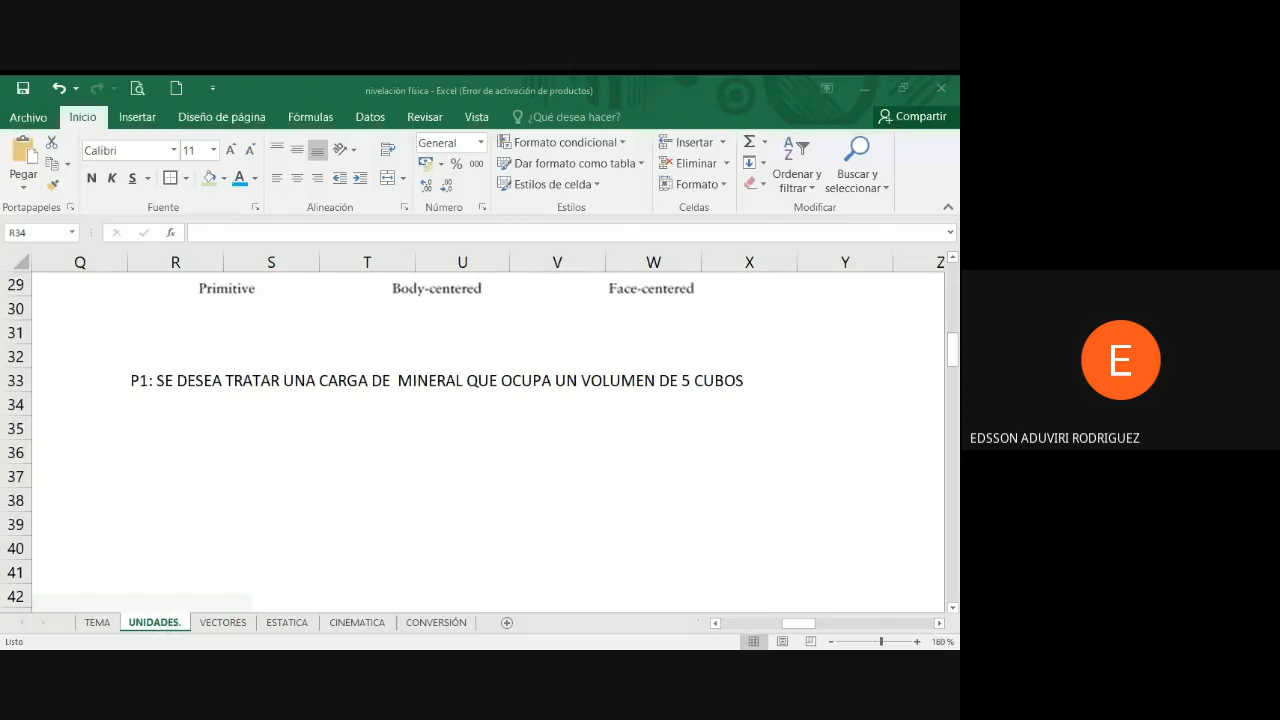 nivelación física - Excel (Error de activación de productos)
Archivo Inicio Insertar Diseño de página Fórmulas Datos Revisar Vista ¿Qué desea hacer? Compartir
Pegar
Calibri 11
N K S
General
% 000
Formato condicional
Dar formato como tabla
Estilos de celda
Insertar
Eliminar
Formato
Ordenar y filtrar
Buscar y seleccionar
Portapapeles Fuente Alineación Número Estilos Celdas Modificar
R34 fx
Q R S T U V W X Y Z
29 Primitive Body-centered Face-centered
30
31
32
33 P1: SE DESEA TRATAR UNA CARGA DE  MINERAL QUE OCUPA UN VOLUMEN DE 5 CUBOS
34
35
36
37
38
39
40
41
42
TEMA UNIDADES. VECTORES ESTATICA CINEMATICA CONVERSIÓN
Listo 160 %
E
EDSSON ADUVIRI RODRIGUEZ